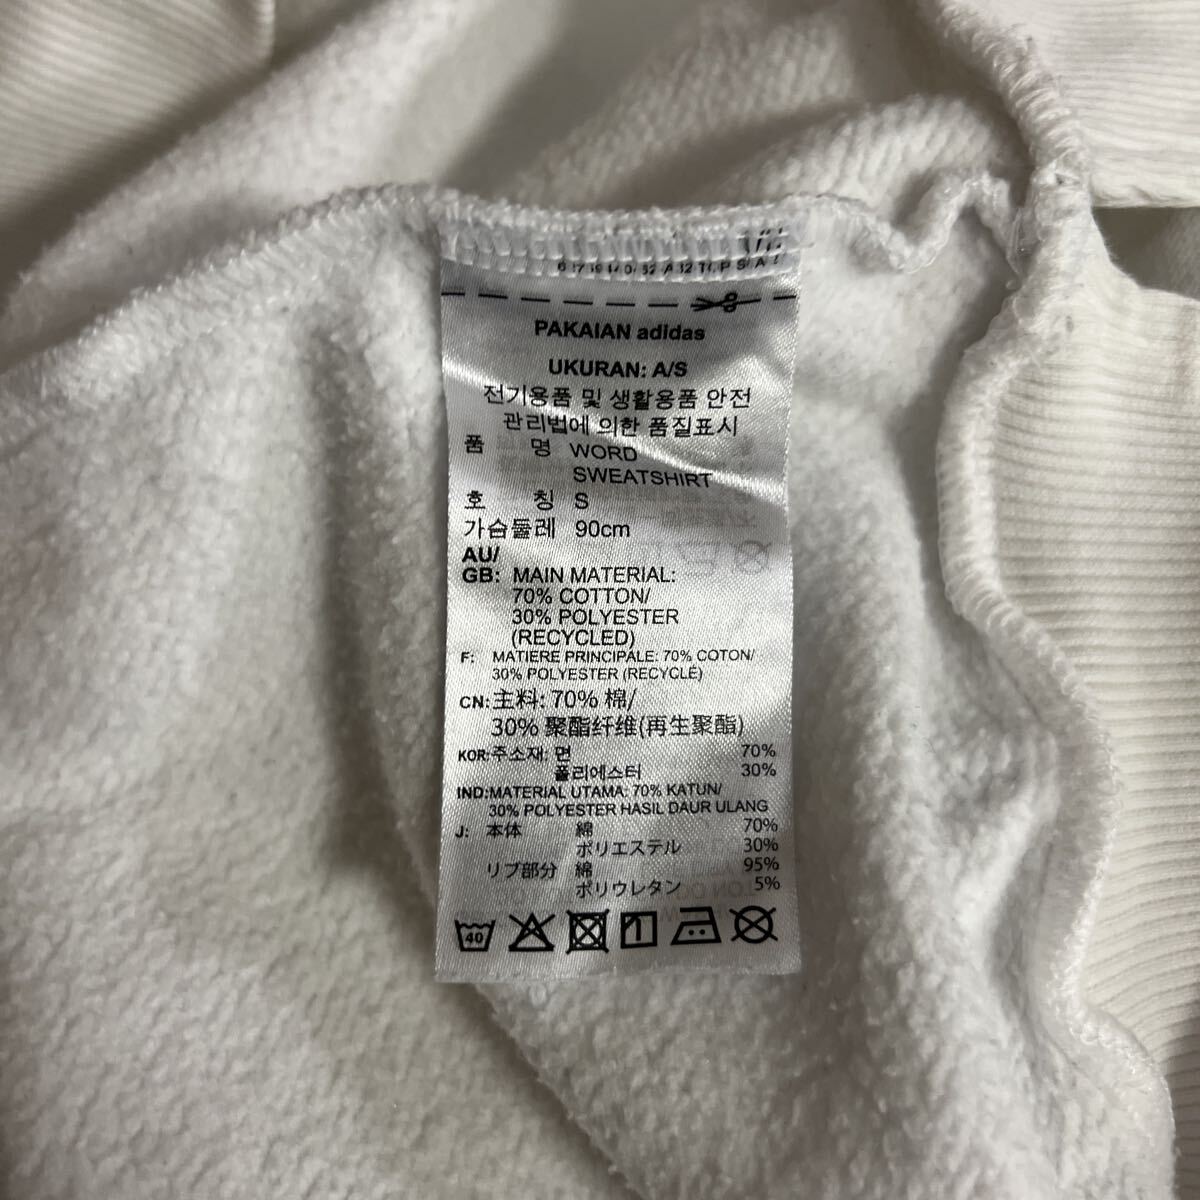 PAKAIAN adidas
UKURAN: A/S
전기용품 및 생활용품 안전
관리법에 의한 품질표시
품 명 WORD
SWEATSHIRT
호 칭 S
가슴둘레 90cm
AU/
GB: MAIN MATERIAL:
70% COTTON/
30% POLYESTER
(RECYCLED)
F: MATIERE PRINCIPALE: 70% COTON/
30% POLYESTER (RECYCLÉ)
CN:主料: 70% 棉/
30% 聚酯纤维(再生聚酯)
KOR:주소재: 면 70%
폴리에스터 30%
IND:MATERIAL UTAMA: 70% KATUN/
30% POLYESTER HASIL DAUR ULANG
J: 本体 綿 70%
ポリエステル 30%
リブ部分 綿 95%
ポリウレタン 5%
40